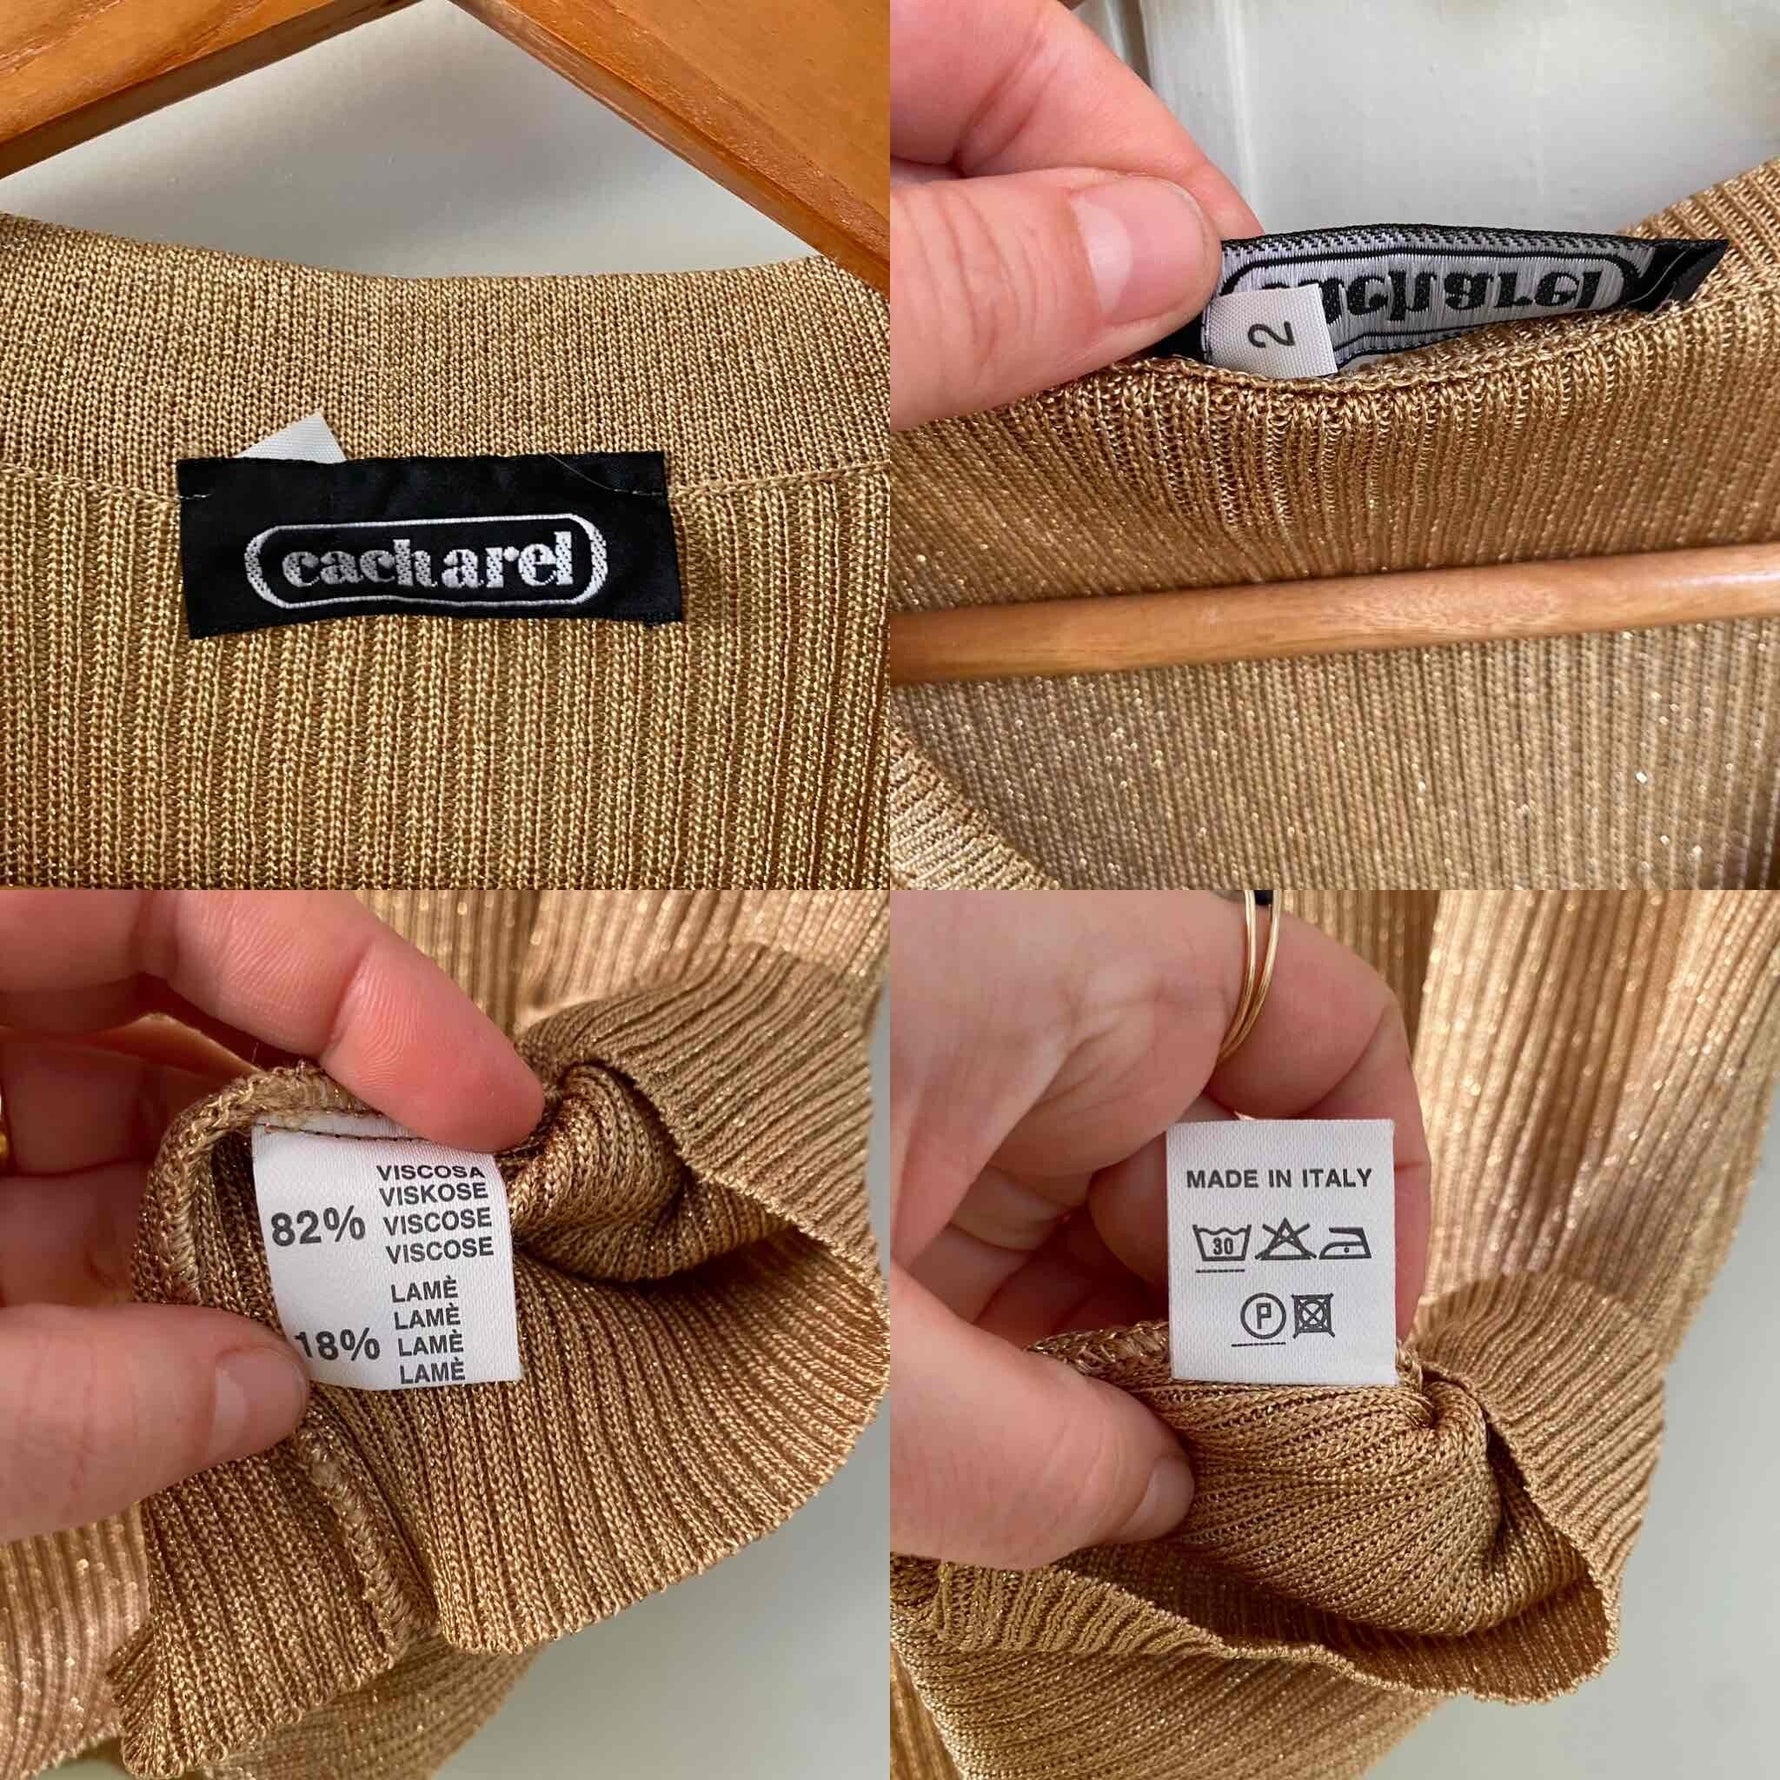 cacharel
cacharel
2
VISCOSA
VISKOSE
82% VISCOSE
VISCOSE
LAMÈ
LAMÈ
18% LAMÈ
LAMÈ
MADE IN ITALY
30
P